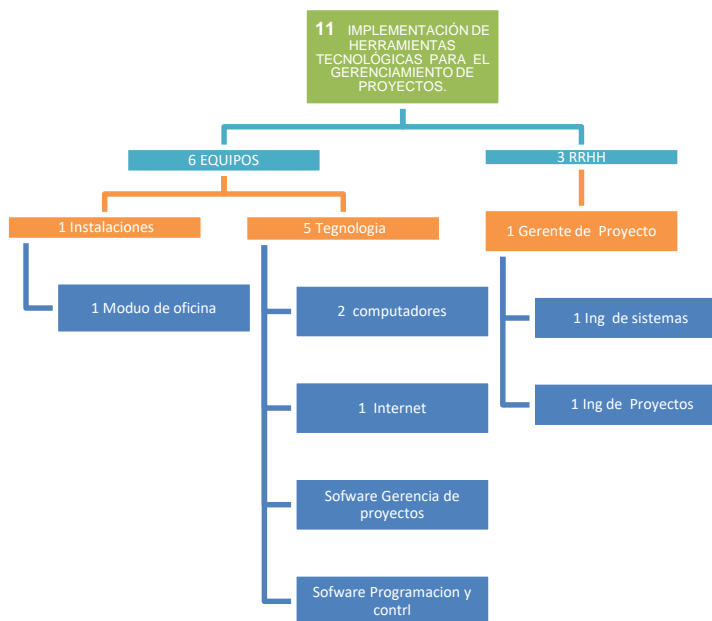 11 IMPLEMENTACIÓN DE
HERRAMIENTAS
TECNOLÓGICAS PARA EL
GERENCIAMIENTO DE
PROYECTOS.
6 EQUIPOS
3 RRHH
1 Instalaciones
5 Tegnologia
1 Gerente de Proyecto
1 Moduo de oficina
2 computadores
1 Ing de sistemas
1 Internet
1 Ing de Proyectos
Sofware Gerencia de
proyectos
Sofware Programacion y
contrl